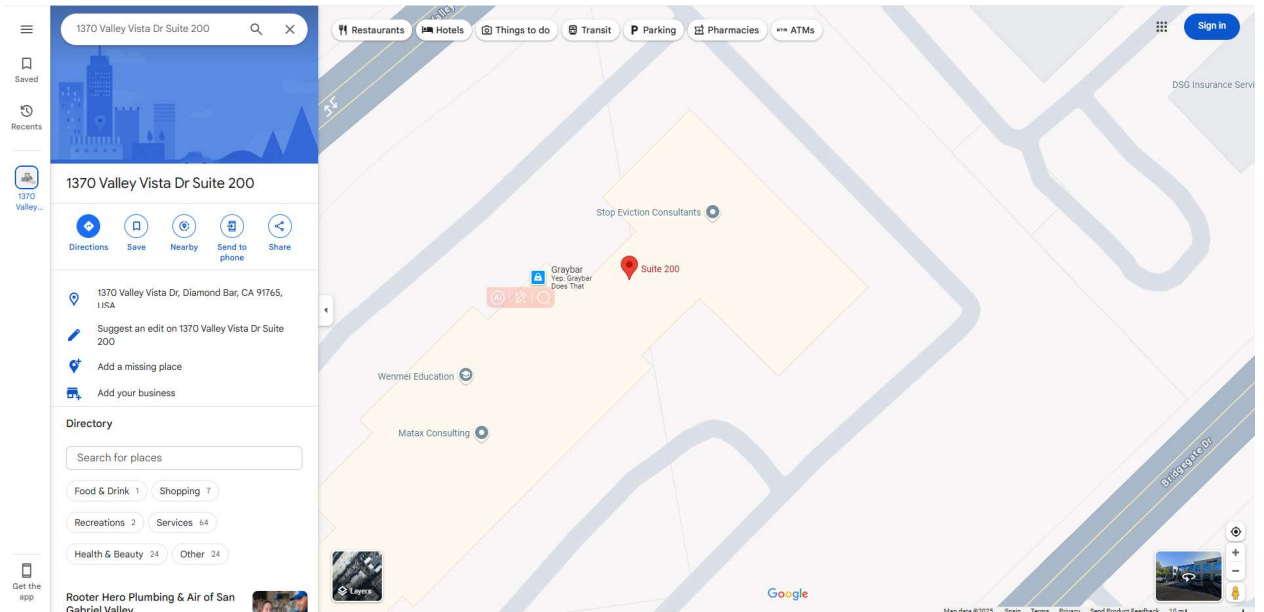 1370 Valley Vista Dr Suite 200
Restaurants
Hotels
Things to do
Transit
Parking
Pharmacies
ATMs
Sign in
Saved
Recents
1370
Valley...
1370 Valley Vista Dr Suite 200
Directions
Save
Nearby
Send to
phone
Share
1370 Valley Vista Dr, Diamond Bar, CA 91765,
USA
Suggest an edit on 1370 Valley Vista Dr Suite
200
Add a missing place
Add your business
Directory
Search for places
Food & Drink 1
Shopping 7
Recreations 2
Services 64
Health & Beauty 24
Other 24
Get the
app
Rooter Hero Plumbing & Air of San
Gabriel Valley
Valley
DSG Insurance Servi
Stop Eviction Consultants
Graybar
Yep. Graybar
Does That
Suite 200
AI
Wenmei Education
Matax Consulting
Bridgegate Dr
Layers
Google
Map data ©2025 Spain Terms Privacy Send Product Feedback 10 m